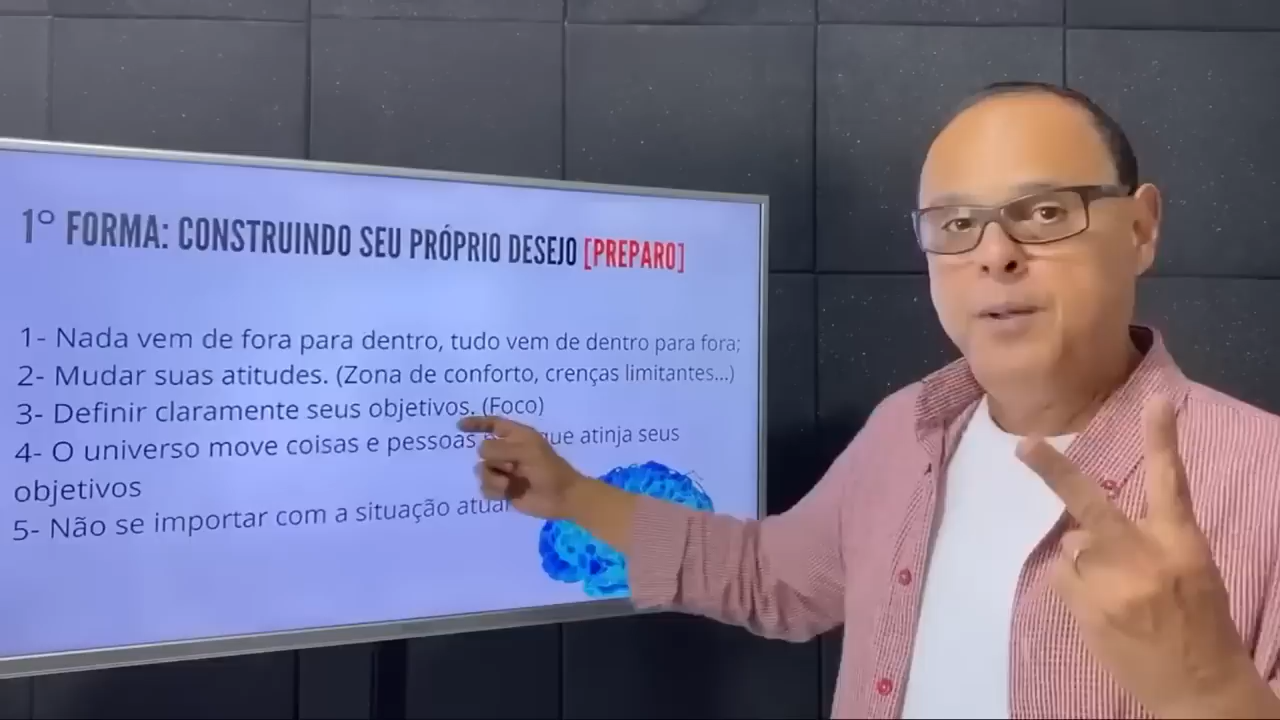 1º FORMA: CONSTRUINDO SEU PRÓPRIO DESEJO [PREPARO]
1- Nada vem de fora para dentro, tudo vem de dentro para fora;
2- Mudar suas atitudes. (Zona de conforto, crenças limitantes...)
3- Definir claramente seus objetivos. (Foco)
4- O universo move coisas e pessoas que atinja seus
objetivos
5- Não se importar com a situação atual